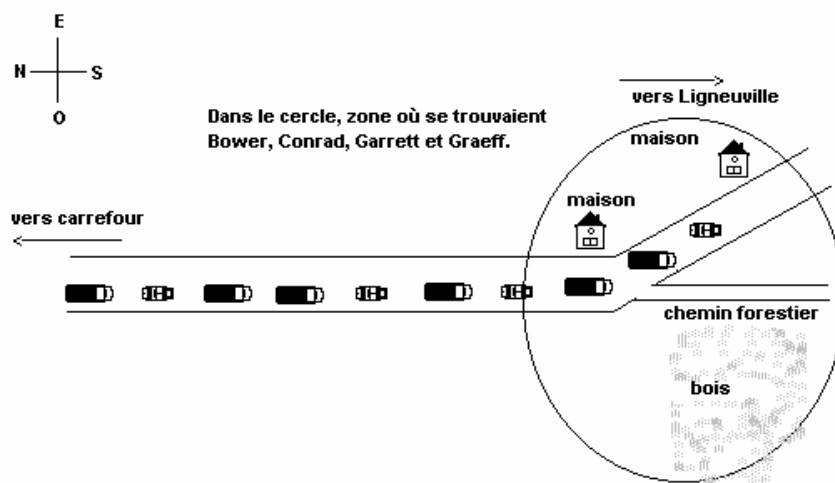 E
N
S
O
vers Ligneuville
Dans le cercle, zone où se trouvaient
Bower, Conrad, Garrett et Graeff.
maison
maison
vers carrefour
chemin forestier
bois